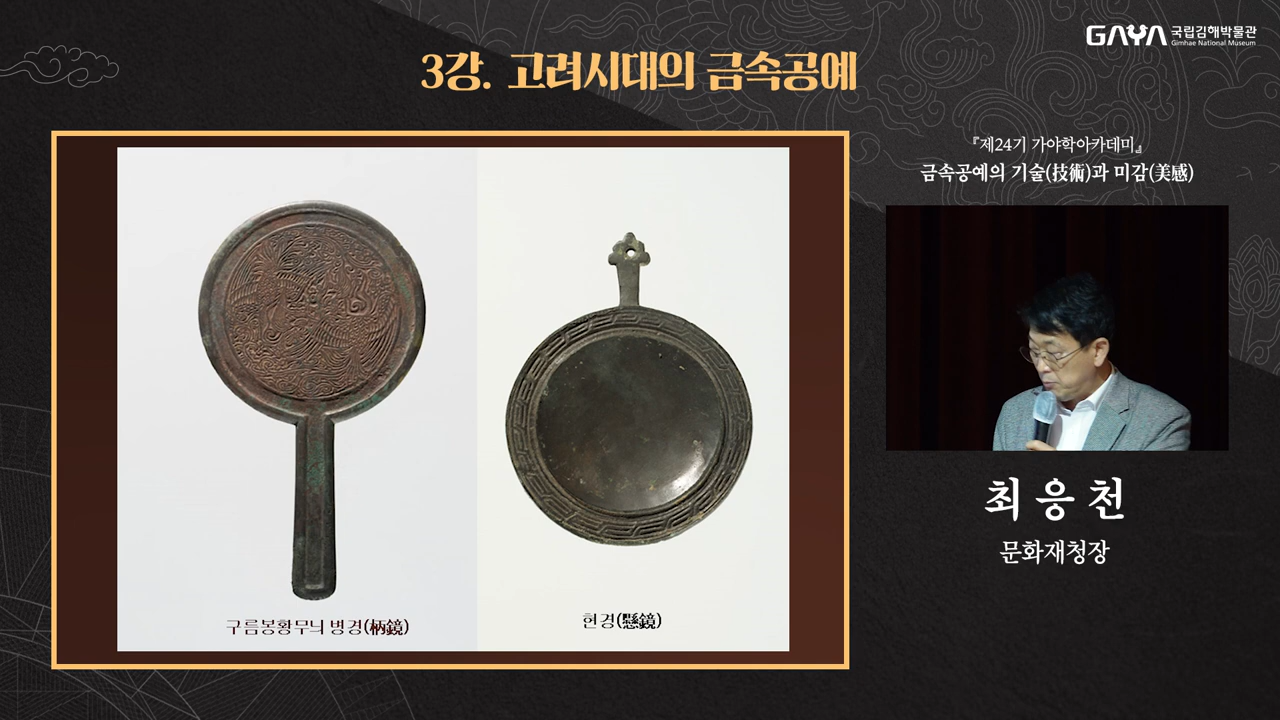 3강. 고려시대의 금속공예
GAYA 국립김해박물관
Gimhae National Museum
『제24기 가야학아카데미』
금속공예의 기술(技術)과 미감(美感)
최응천
문화재청장
구름봉황무늬 병경(柄鏡)
현경(懸鏡)